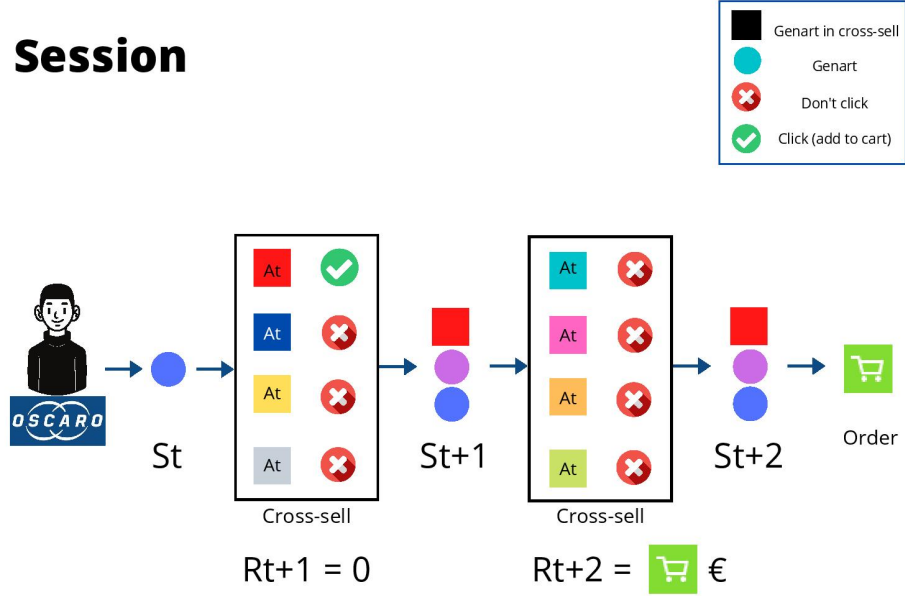 Session
Genart in cross-sell
Genart
Don't click
Click (add to cart)
At
At
At
At
At
At
At
At
OSCARO
St
St+1
St+2
Order
Cross-sell
Cross-sell
Rt+1 = 0
Rt+2 = €